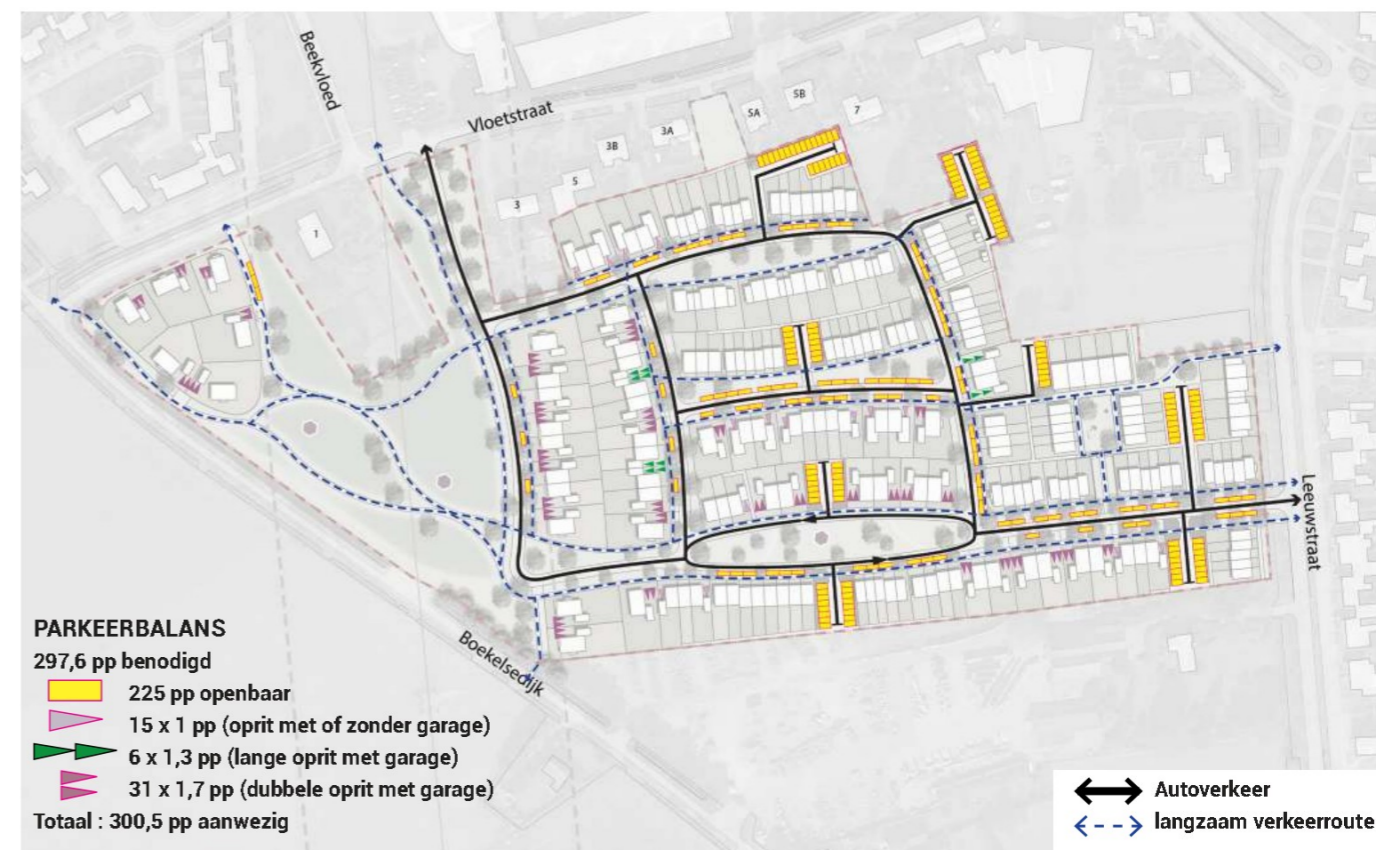 Beekvloed
Vloetstraat
5B
5A
7
3A
3B
5
3
1
Leeuwstraat
Boekelsedijk
PARKEERBALANS
297,6 pp benodigd
225 pp openbaar
15 x 1 pp (oprit met of zonder garage)
6 x 1,3 pp (lange oprit met garage)
31 x 1,7 pp (dubbele oprit met garage)
Totaal : 300,5 pp aanwezig
Autoverkeer
langzaam verkeerroute